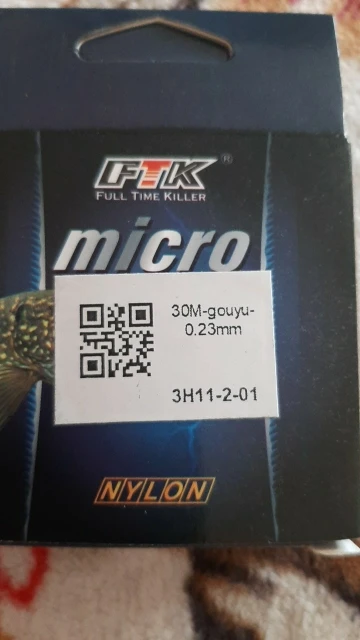 FTK®
FULL TIME KILLER
micro
30M-gouyu-
0.23mm
3H11-2-01
NYLON